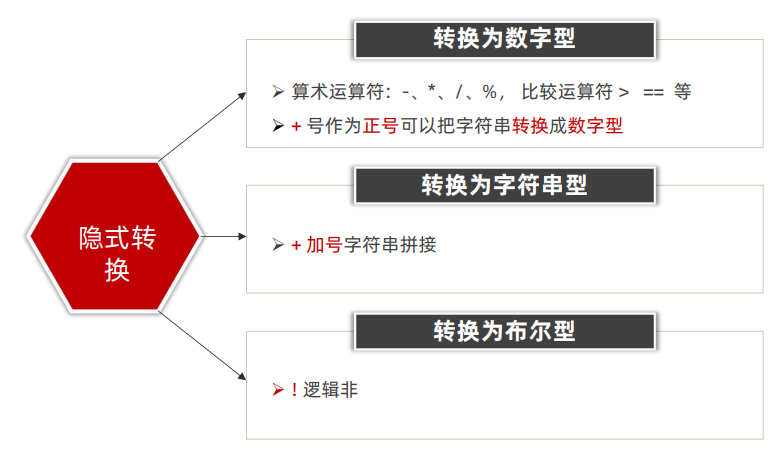 隐式转
换
转换为数字型
算术运算符：-、*、/、%， 比较运算符 > == 等
+ 号作为正号可以把字符串转换成数字型
转换为字符串型
+ 加号字符串拼接
转换为布尔型
! 逻辑非